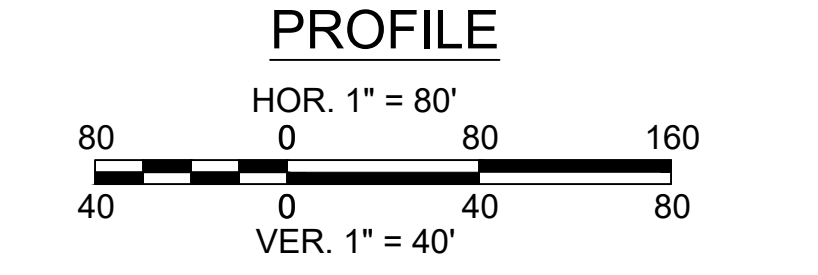 PROFILE
HOR. 1" = 80'
80 0 80 160
40 0 40 80
VER. 1" = 40'